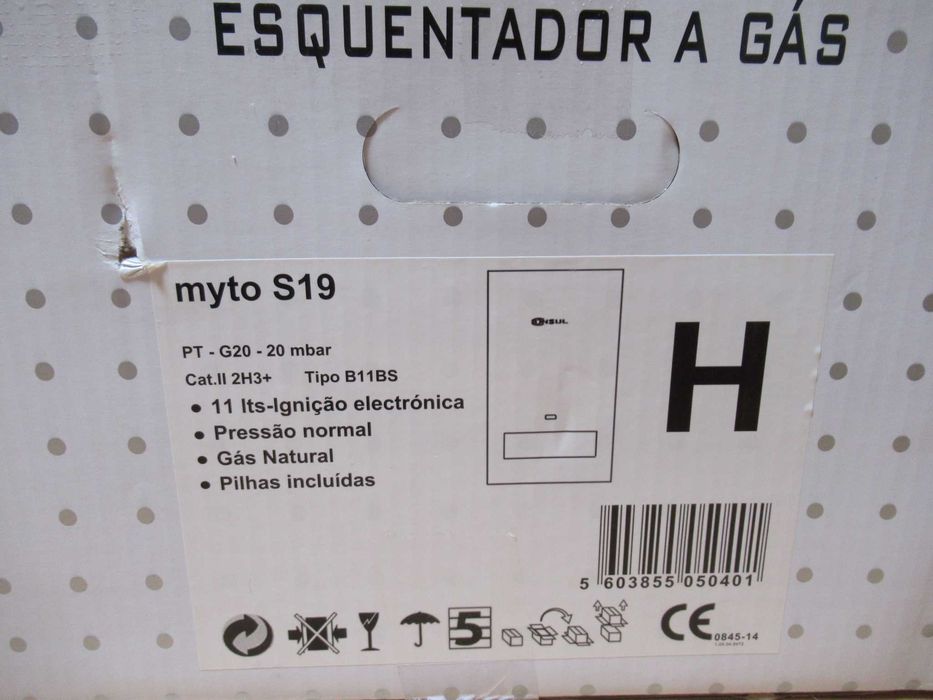 ESQUENTADOR A GÁS
myto S19
ONSUL
H
PT - G20 - 20 mbar
Cat.II 2H3+ Tipo B11BS
• 11 lts-Ignição electrónica
• Pressão normal
• Gás Natural
• Pilhas incluídas
5 603855 050401
5
CE
0845-14